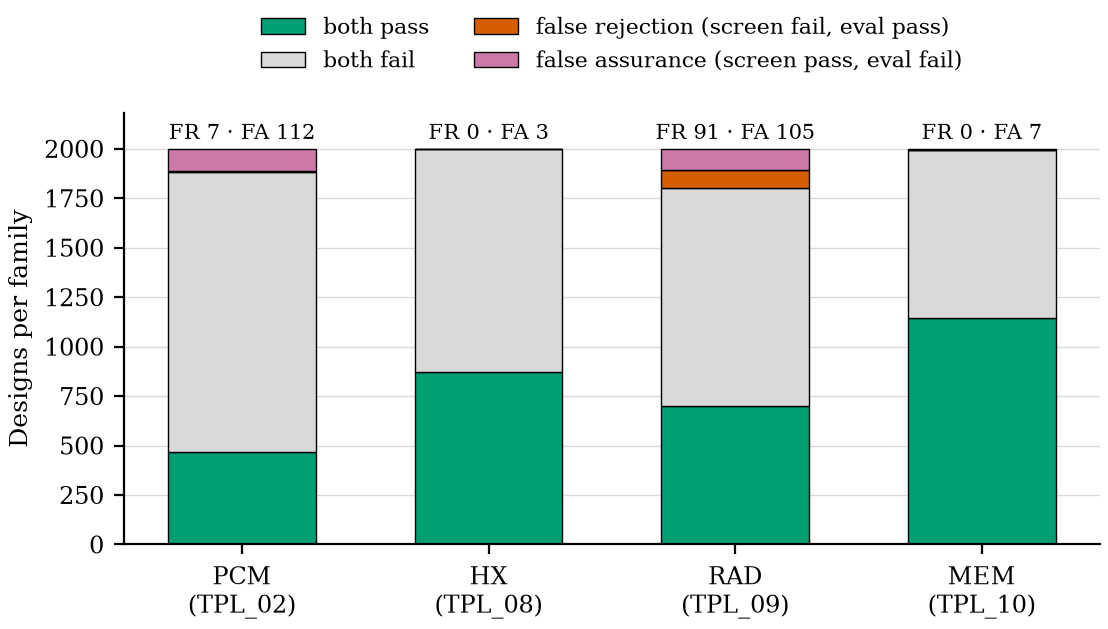 both pass
false rejection (screen fail, eval pass)
both fail
false assurance (screen pass, eval fail)
FR 7 · FA 112
FR 0 · FA 3
FR 91 · FA 105
FR 0 · FA 7
Designs per family
2000
1750
1500
1250
1000
750
500
250
0
PCM
(TPL_02)
HX
(TPL_08)
RAD
(TPL_09)
MEM
(TPL_10)